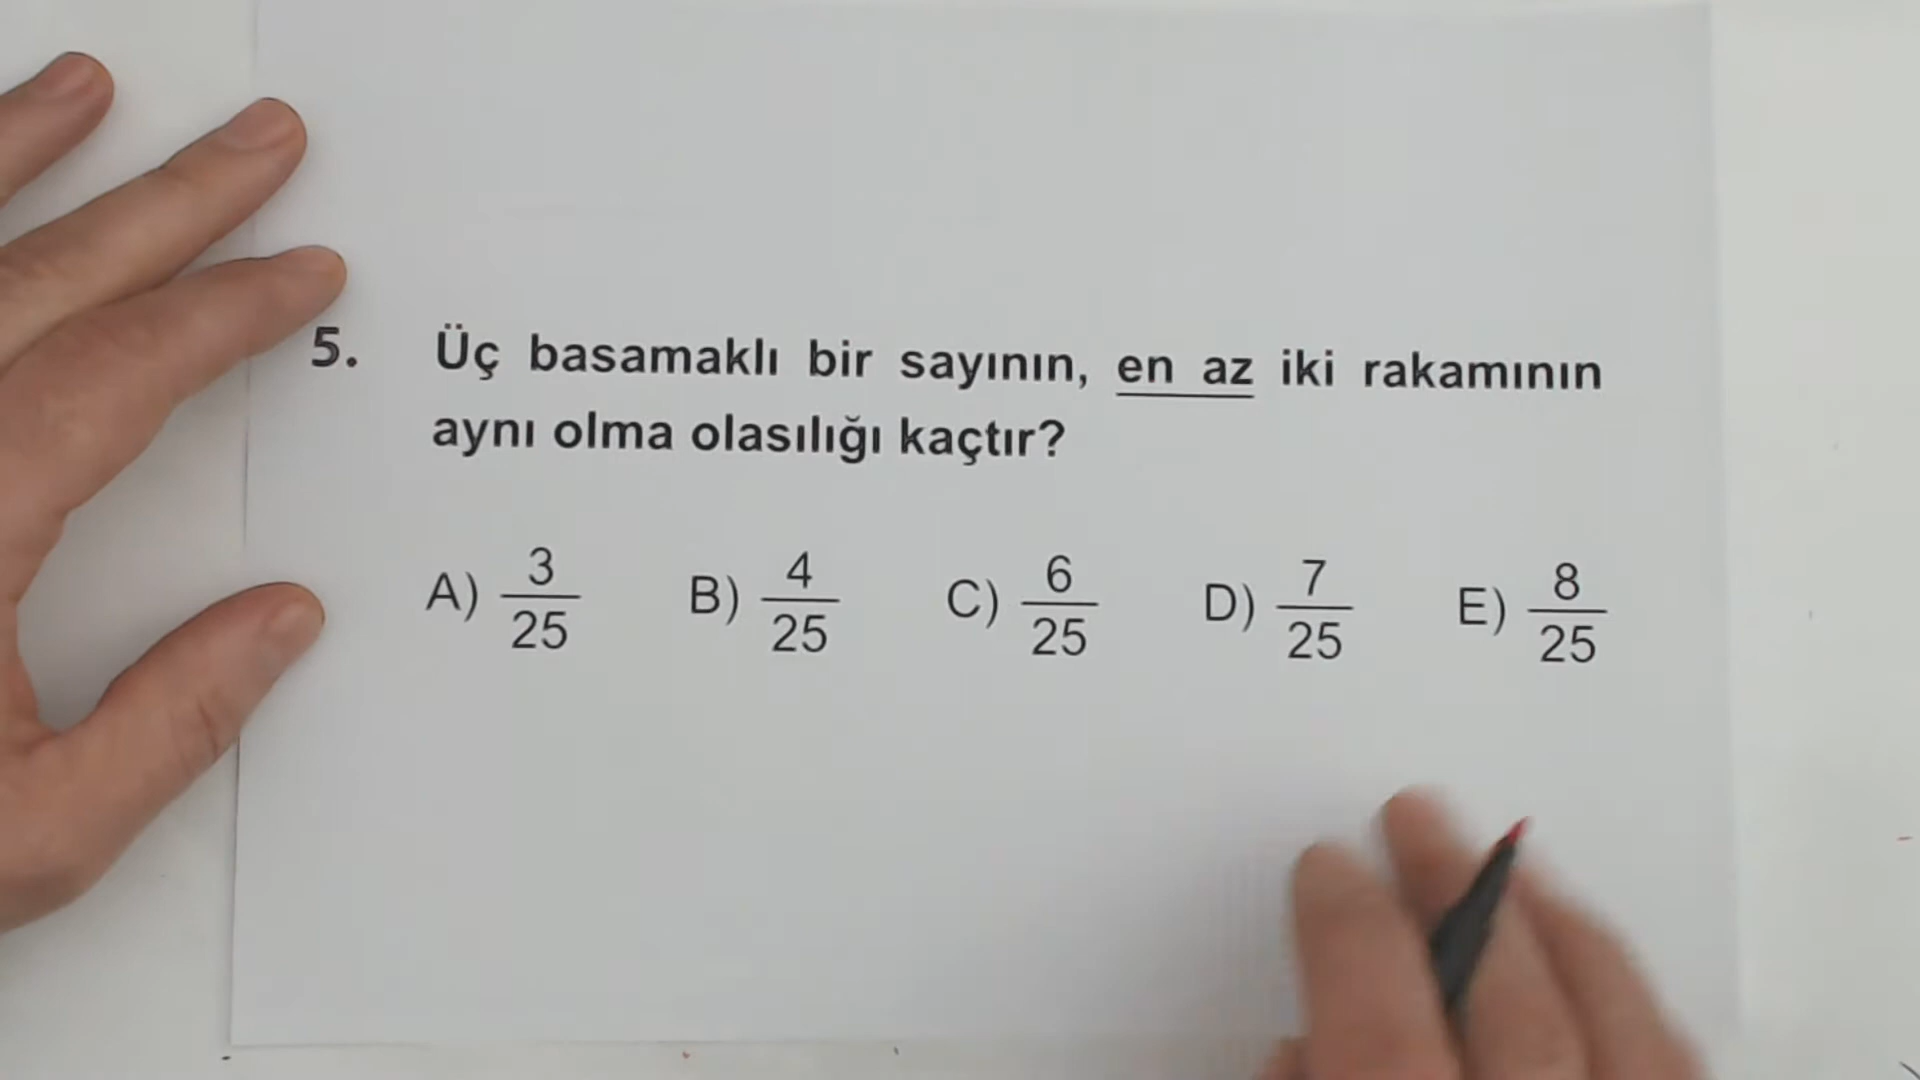 5. Üç basamaklı bir sayının, en az iki rakamının
aynı olma olasılığı kaçtır?
A) 3/25 B) 4/25 C) 6/25 D) 7/25 E) 8/25